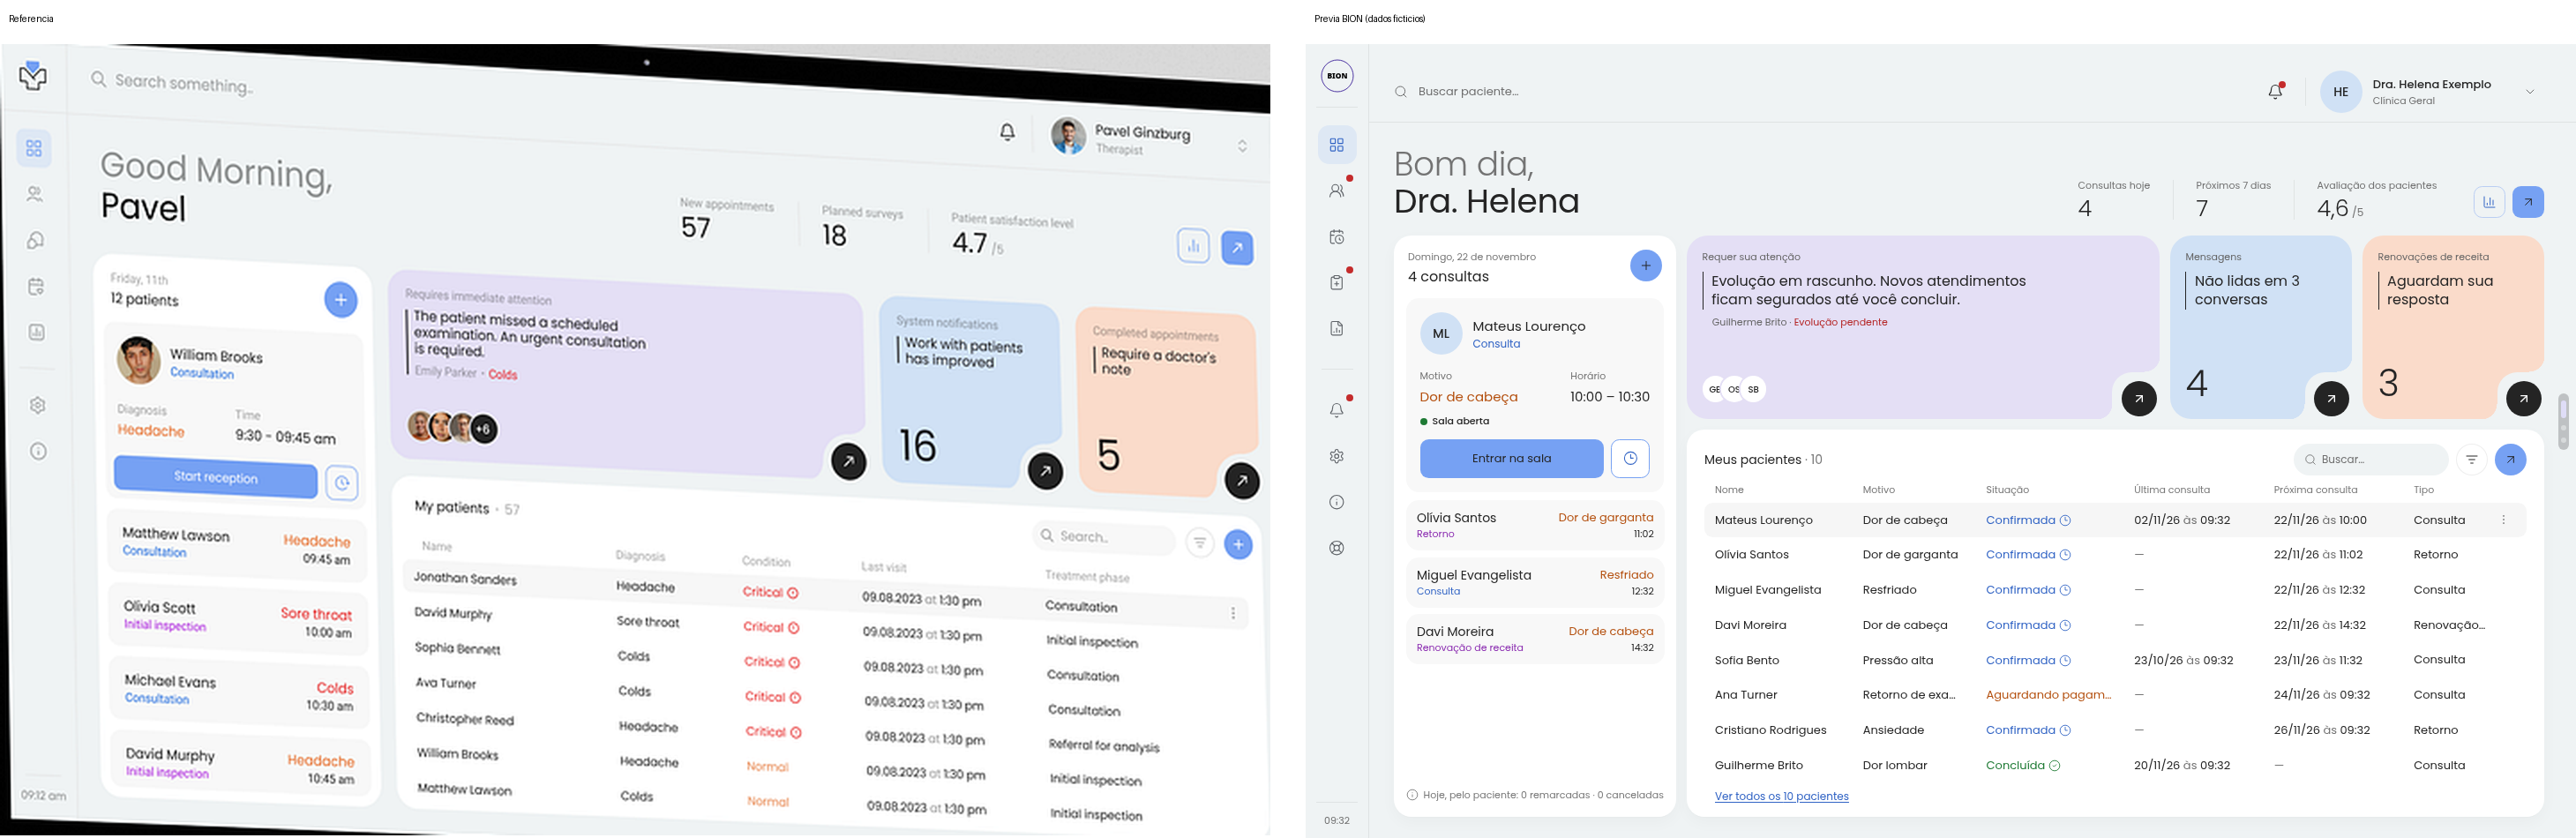 Referencia
Search something..
Pavel Ginzburg
Therapist
Good Morning,
Pavel
New appointments
57
Planned surveys
18
Patient satisfaction level
4.7 /5
Friday, 11th
12 patients
William Brooks
Consultation
Diagnosis
Headache
Time
9:30 - 09:45 am
Start reception
Matthew Lawson
Consultation
Headache
09:45 am
Olivia Scott
Initial inspection
Sore throat
10:00 am
Michael Evans
Consultation
Colds
10:30 am
David Murphy
Initial inspection
Headache
10:45 am
09:12 am
Requires immediate attention
The patient missed a scheduled
examination. An urgent consultation
is required.
Emily Parker • Colds
+6
System notifications
Work with patients
has improved
16
Completed appointments
Require a doctor's
note
5
My patients • 57
Search..
Name Diagnosis Condition Last visit Treatment phase
Jonathan Sanders Headache Critical 09.08.2023 at 1:30 pm Consultation
David Murphy Sore throat Critical 09.08.2023 at 1:30 pm Initial inspection
Sophia Bennett Colds Critical 09.08.2023 at 1:30 pm Consultation
Ava Turner Colds Critical 09.08.2023 at 1:30 pm Consultation
Christopher Reed Headache Critical 09.08.2023 at 1:30 pm Referral for analysis
William Brooks Headache Normal 09.08.2023 at 1:30 pm Initial inspection
Matthew Lawson Colds Normal 09.08.2023 at 1:30 pm Initial inspection
Previa BION (dados ficticios)
BION
Buscar paciente...
HE
Dra. Helena Exemplo
Clínica Geral
Bom dia,
Dra. Helena
Consultas hoje
4
Próximos 7 dias
7
Avaliação dos pacientes
4,6 /5
Domingo, 22 de novembro
4 consultas
ML
Mateus Lourenço
Consulta
Motivo
Dor de cabeça
Horário
10:00 – 10:30
Sala aberta
Entrar na sala
Olívia Santos
Retorno
Dor de garganta
11:02
Miguel Evangelista
Consulta
Resfriado
12:32
Davi Moreira
Renovação de receita
Dor de cabeça
14:32
Hoje, pelo paciente: 0 remarcadas · 0 canceladas
09:32
Requer sua atenção
Evolução em rascunho. Novos atendimentos
ficam segurados até você concluir.
Guilherme Brito · Evolução pendente
GE OS SB
Mensagens
Não lidas em 3
conversas
4
Renovações de receita
Aguardam sua
resposta
3
Meus pacientes · 10
Buscar...
Nome Motivo Situação Última consulta Próxima consulta Tipo
Mateus Lourenço Dor de cabeça Confirmada 02/11/26 às 09:32 22/11/26 às 10:00 Consulta
Olívia Santos Dor de garganta Confirmada — 22/11/26 às 11:02 Retorno
Miguel Evangelista Resfriado Confirmada — 22/11/26 às 12:32 Consulta
Davi Moreira Dor de cabeça Confirmada — 22/11/26 às 14:32 Renovação...
Sofia Bento Pressão alta Confirmada 23/10/26 às 09:32 23/11/26 às 11:32 Consulta
Ana Turner Retorno de exa... Aguardando pagam... — 24/11/26 às 09:32 Consulta
Cristiano Rodrigues Ansiedade Confirmada — 26/11/26 às 09:32 Retorno
Guilherme Brito Dor lombar Concluída 20/11/26 às 09:32 — Consulta
Ver todos os 10 pacientes